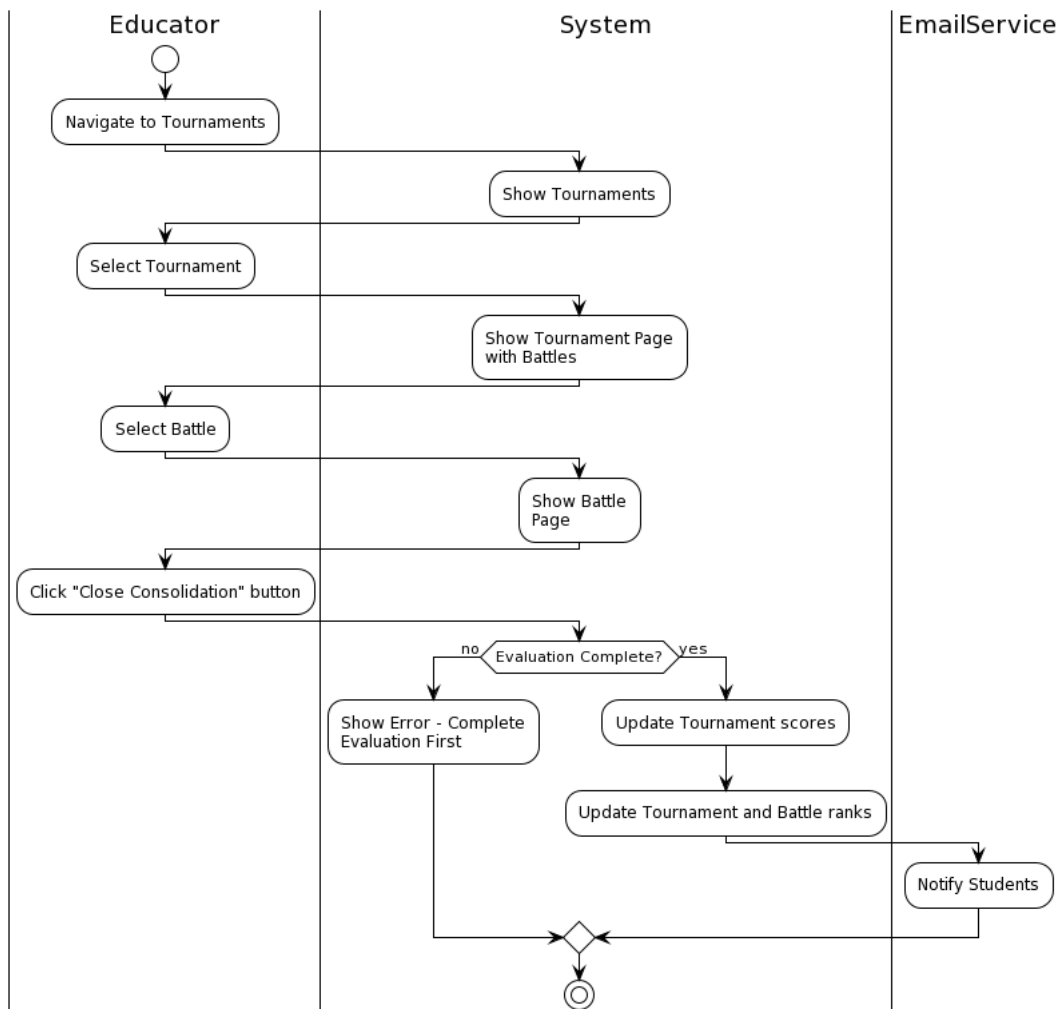 Educator
System
EmailService
Navigate to Tournaments
Show Tournaments
Select Tournament
Show Tournament Page
with Battles
Select Battle
Show Battle
Page
Click "Close Consolidation" button
no
Evaluation Complete?
yes
Show Error - Complete
Evaluation First
Update Tournament scores
Update Tournament and Battle ranks
Notify Students